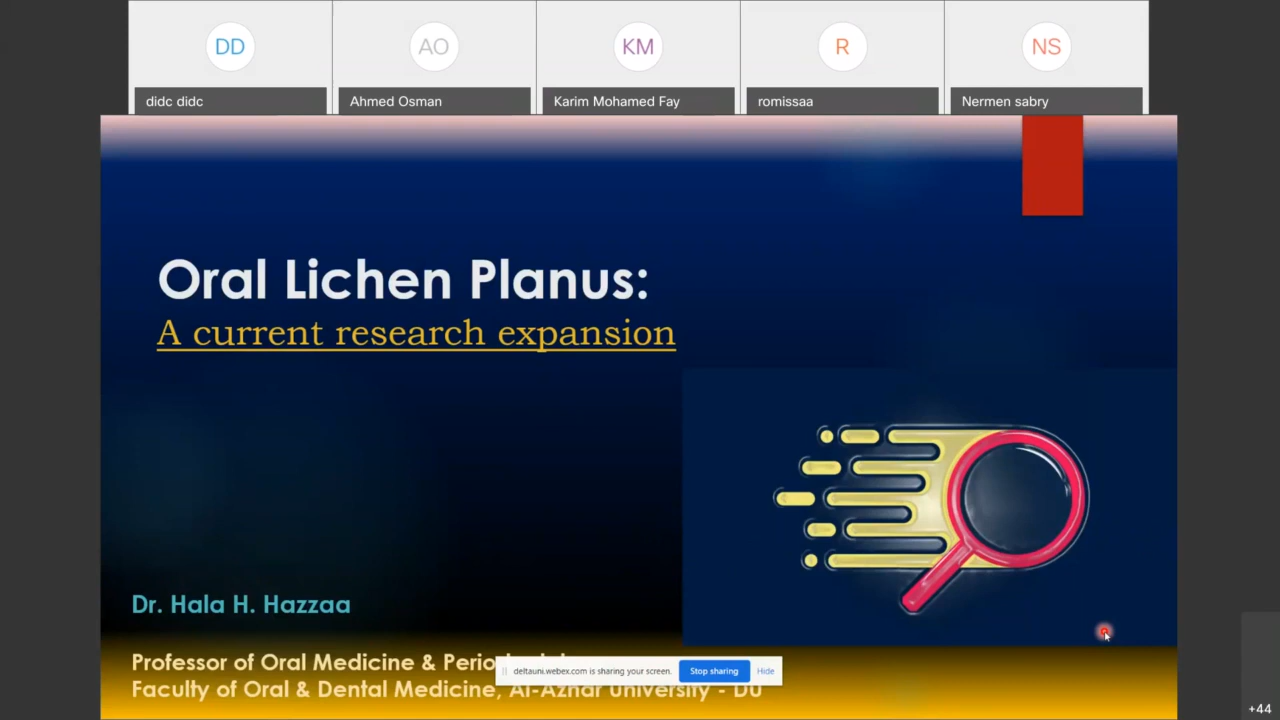 DD
AO
KM
R
NS
didc didc
Ahmed Osman
Karim Mohamed Fay
romissaa
Nermen sabry
Oral Lichen Planus:
A current research expansion
Dr. Hala H. Hazzaa
Professor of Oral Medicine &
deltauni.webex.com is sharing your screen.
Stop sharing
Hide
Faculty of Oral & Dental Medicine, Al-Azhar University - DU
+44